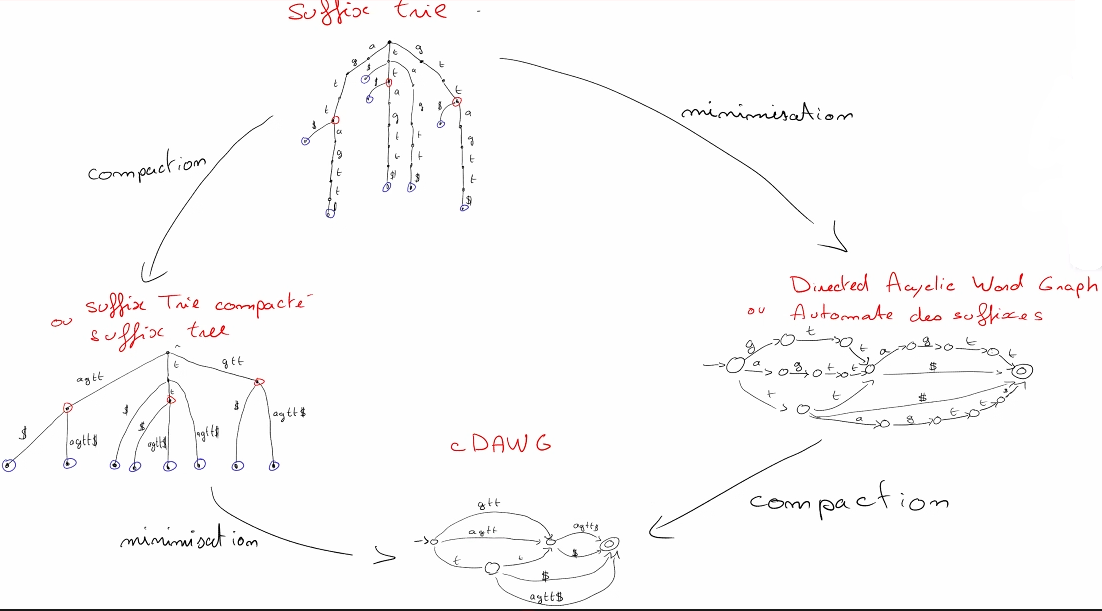 suffix trie
a
g
t
t
$
a
g
t
t
$
t
$
t
$
a
g
t
t
$
a
g
t
t
$
g
t
t
$
a
g
t
t
$
minimisation
compaction
Directed Acyclic Word Graph
ou Automate des suffixes
suffix Trie compacté
ou suffix tree
agtt
t
gtt
$
agtt$
$
t
$
agtt$
agtt$
$
agtt$
g
t
t
a
g
t
t
a
g
t
t
$
t
t
$
a
g
t
t
$
cDAWG
compaction
minimisation
gtt
agtt
t
t
agtt$
$
$
agtt$